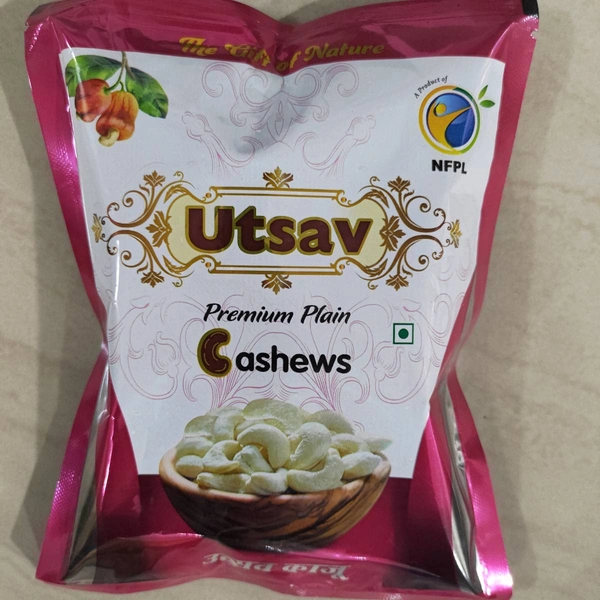 The Gift of Nature
A Product of
NFPL
Utsav
Premium Plain
Cashews